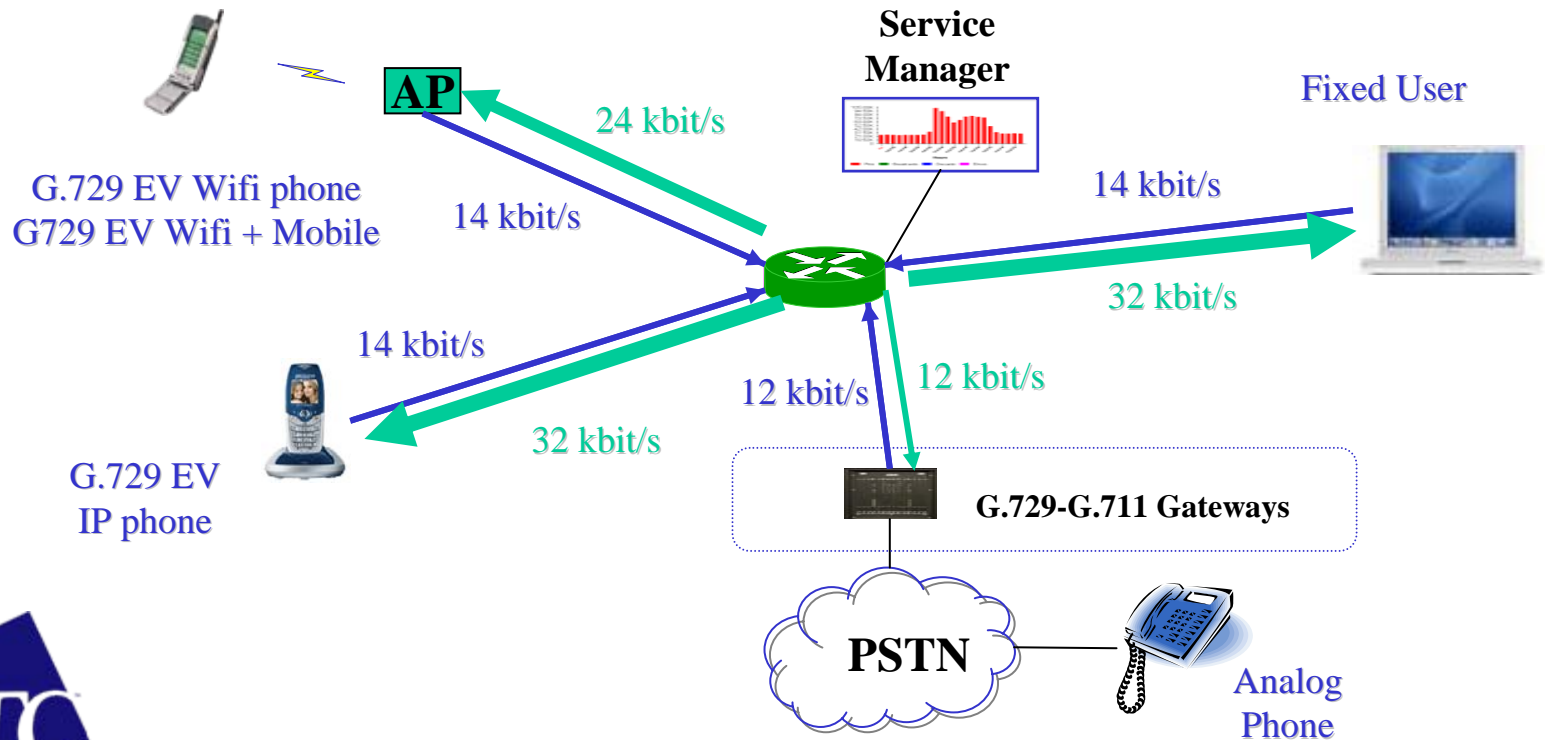 Service
Manager
Fixed User
AP
24 kbit/s
14 kbit/s
G.729 EV Wifi phone
G729 EV Wifi + Mobile
14 kbit/s
32 kbit/s
14 kbit/s
12 kbit/s
12 kbit/s
32 kbit/s
G.729 EV
IP phone
G.729-G.711 Gateways
PSTN
Analog
Phone